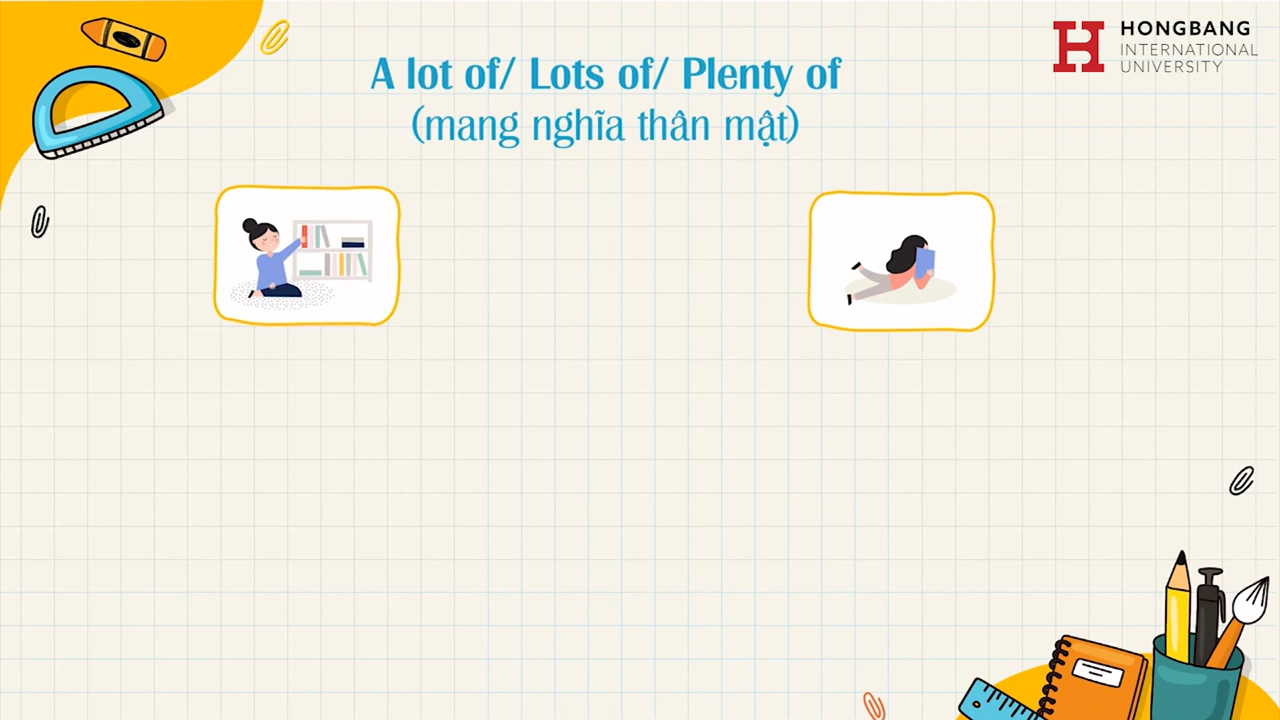 HONGBANG
INTERNATIONAL
UNIVERSITY
A lot of/ Lots of/ Plenty of
(mang nghĩa thân mật)